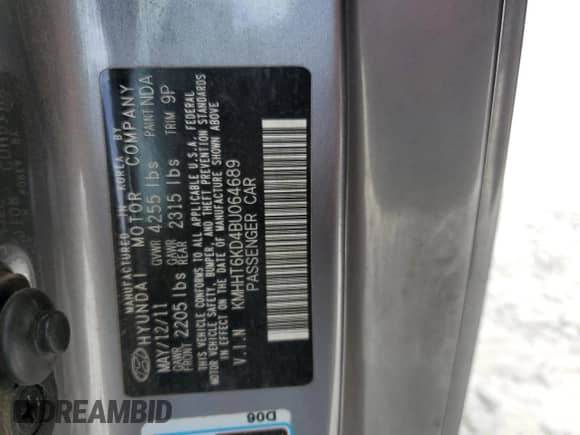 MANUFACTURED IN KOREA BY
HYUNDAI MOTOR COMPANY
MAY/12/11 GVWR 4255 lbs PAINT NDA
GAWR FRONT 2205 lbs GAWR REAR 2315 lbs TRIM 9P
THIS VEHICLE CONFORMS TO ALL APPLICABLE U.S.A. FEDERAL
MOTOR VEHICLE SAFETY, BUMPER, AND THEFT PREVENTION STANDARDS
IN EFFECT ON THE DATE OF MANUFACTURE SHOWN ABOVE
V.I.N KMHHT6KD4BU064689
PASSENGER CAR
D06
DREAMBID